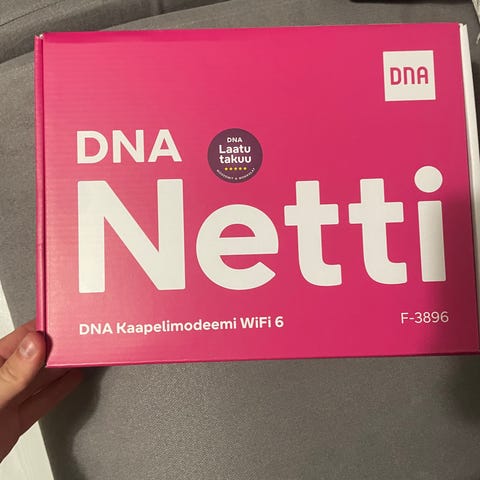 DNA
DNA
DNA
Laatu
takuu
Netti
DNA Kaapelimodeemi WiFi 6
F-3896